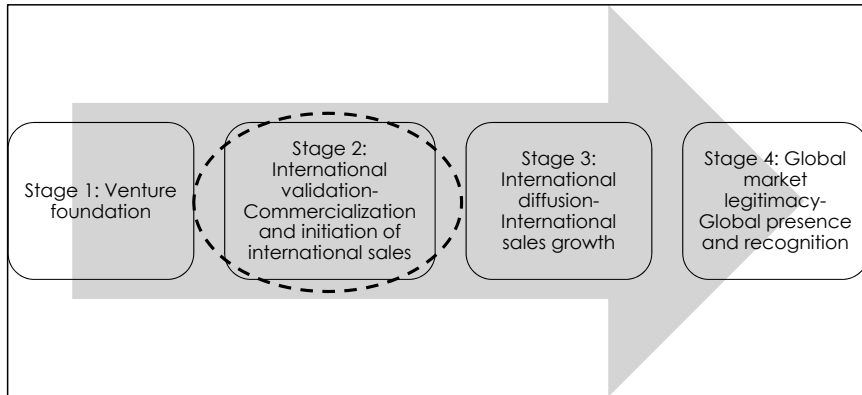 Stage 1: Venture
foundation
Stage 2:
International
validation-
Commercialization
and initiation of
international sales
Stage 3:
International
diffusion-
International
sales growth
Stage 4: Global
market
legitimacy-
Global presence
and recognition